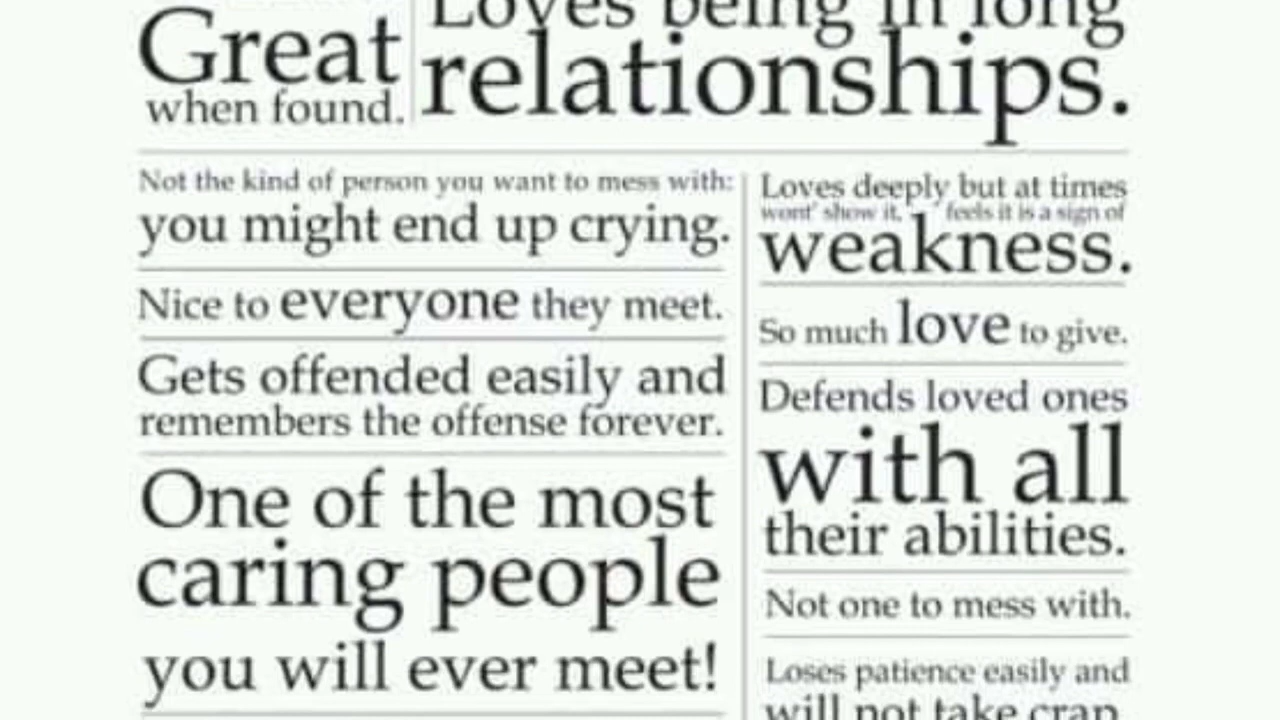 Great
when found.
Loves being in long
relationships.
Not the kind of person you want to mess with:
you might end up crying.
Nice to everyone they meet.
Gets offended easily and
remembers the offense forever.
One of the most
caring people
you will ever meet!
Loves deeply but at times
wont' show it, ' feels it is a sign of
weakness.
So much love to give.
Defends loved ones
with all
their abilities.
Not one to mess with.
Loses patience easily and
will not take crap